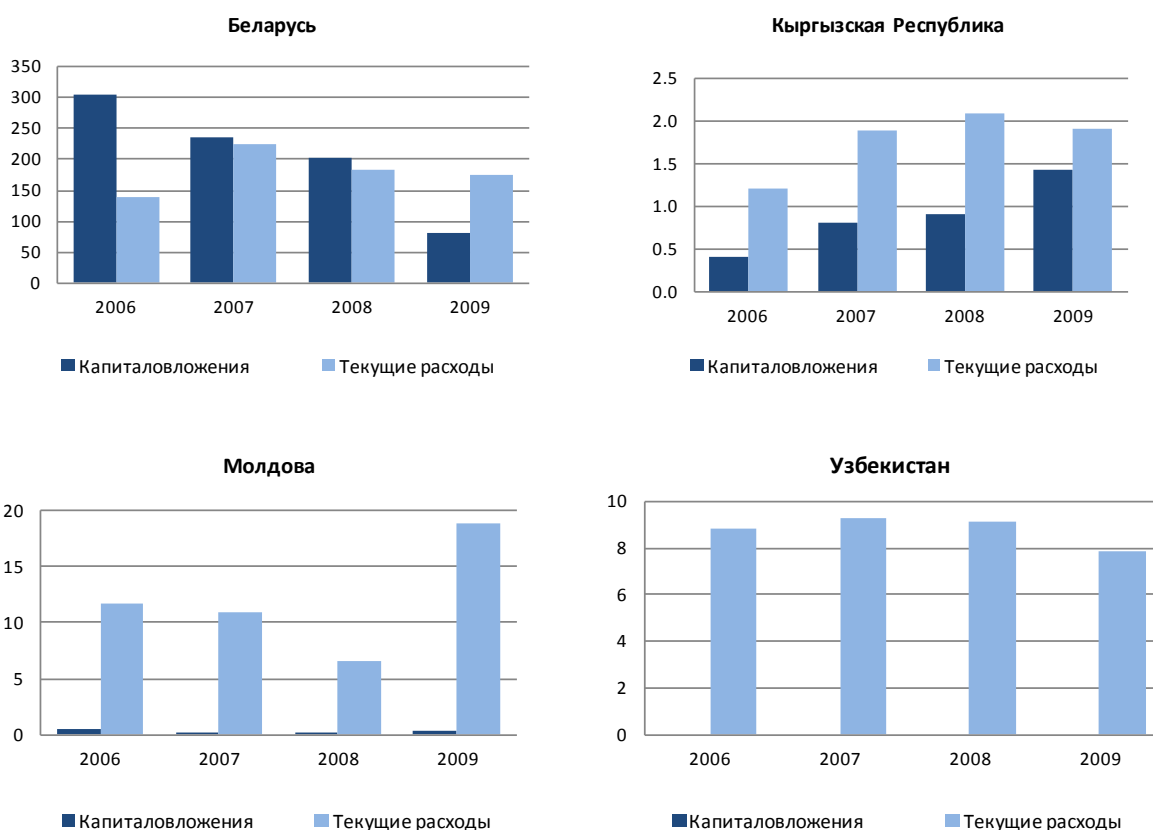 Беларусь
350
300
250
200
150
100
50
0
2006 2007 2008 2009
Капиталовложения Текущие расходы
Кыргызская Республика
2.5
2.0
1.5
1.0
0.5
0.0
2006 2007 2008 2009
Капиталовложения Текущие расходы
Молдова
20
15
10
5
0
2006 2007 2008 2009
Капиталовложения Текущие расходы
Узбекистан
10
8
6
4
2
0
2006 2007 2008 2009
Капиталовложения Текущие расходы